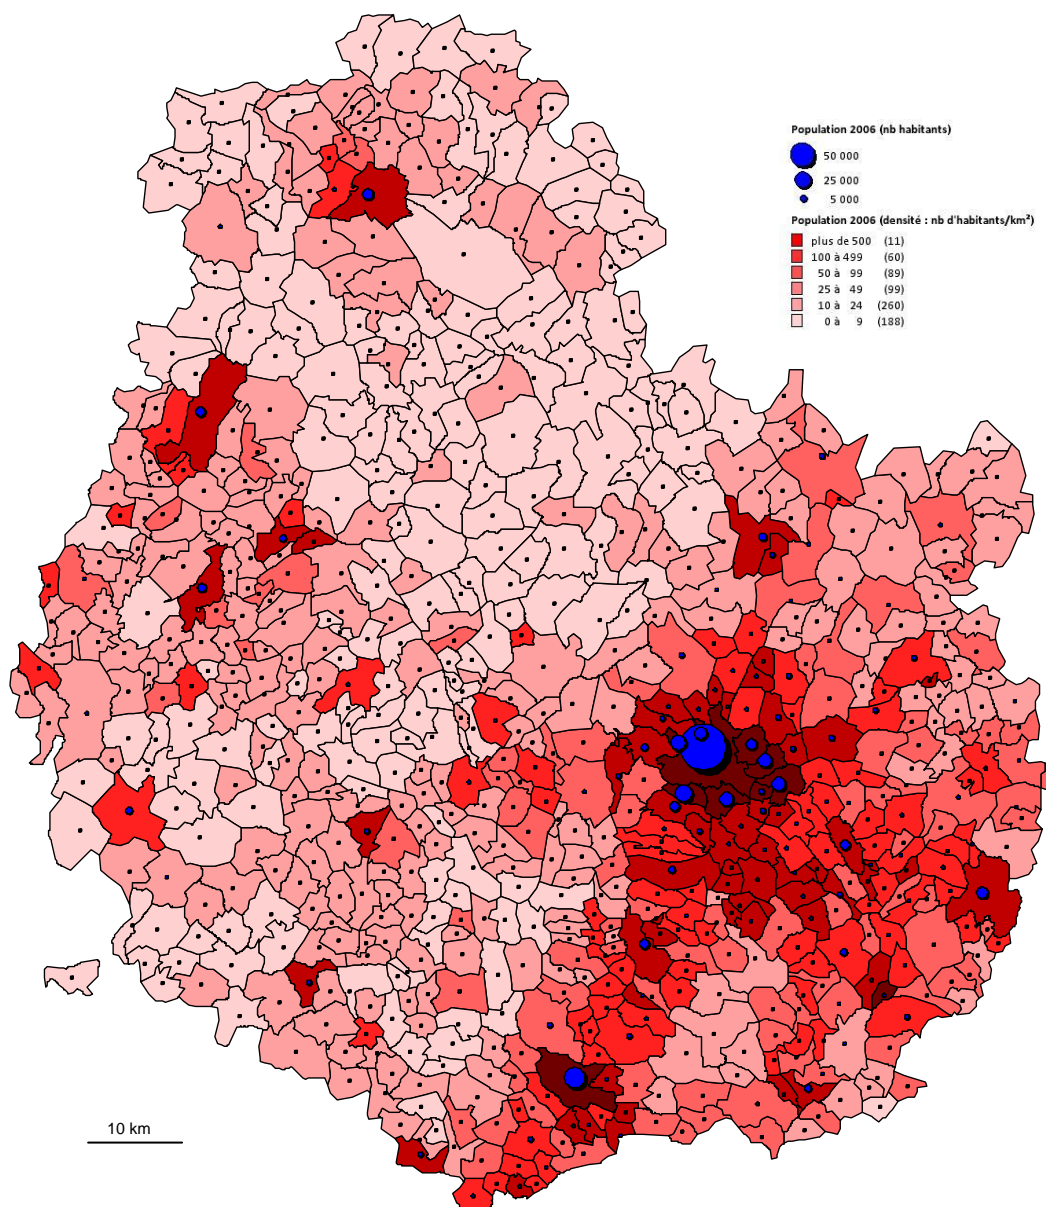 Population 2006 (nb habitants)
50 000
25 000
5 000
Population 2006 (densité : nb d'habitants/km²)
plus de 500 (11)
100 à 499 (60)
50 à 99 (89)
25 à 49 (99)
10 à 24 (260)
0 à 9 (188)
10 km